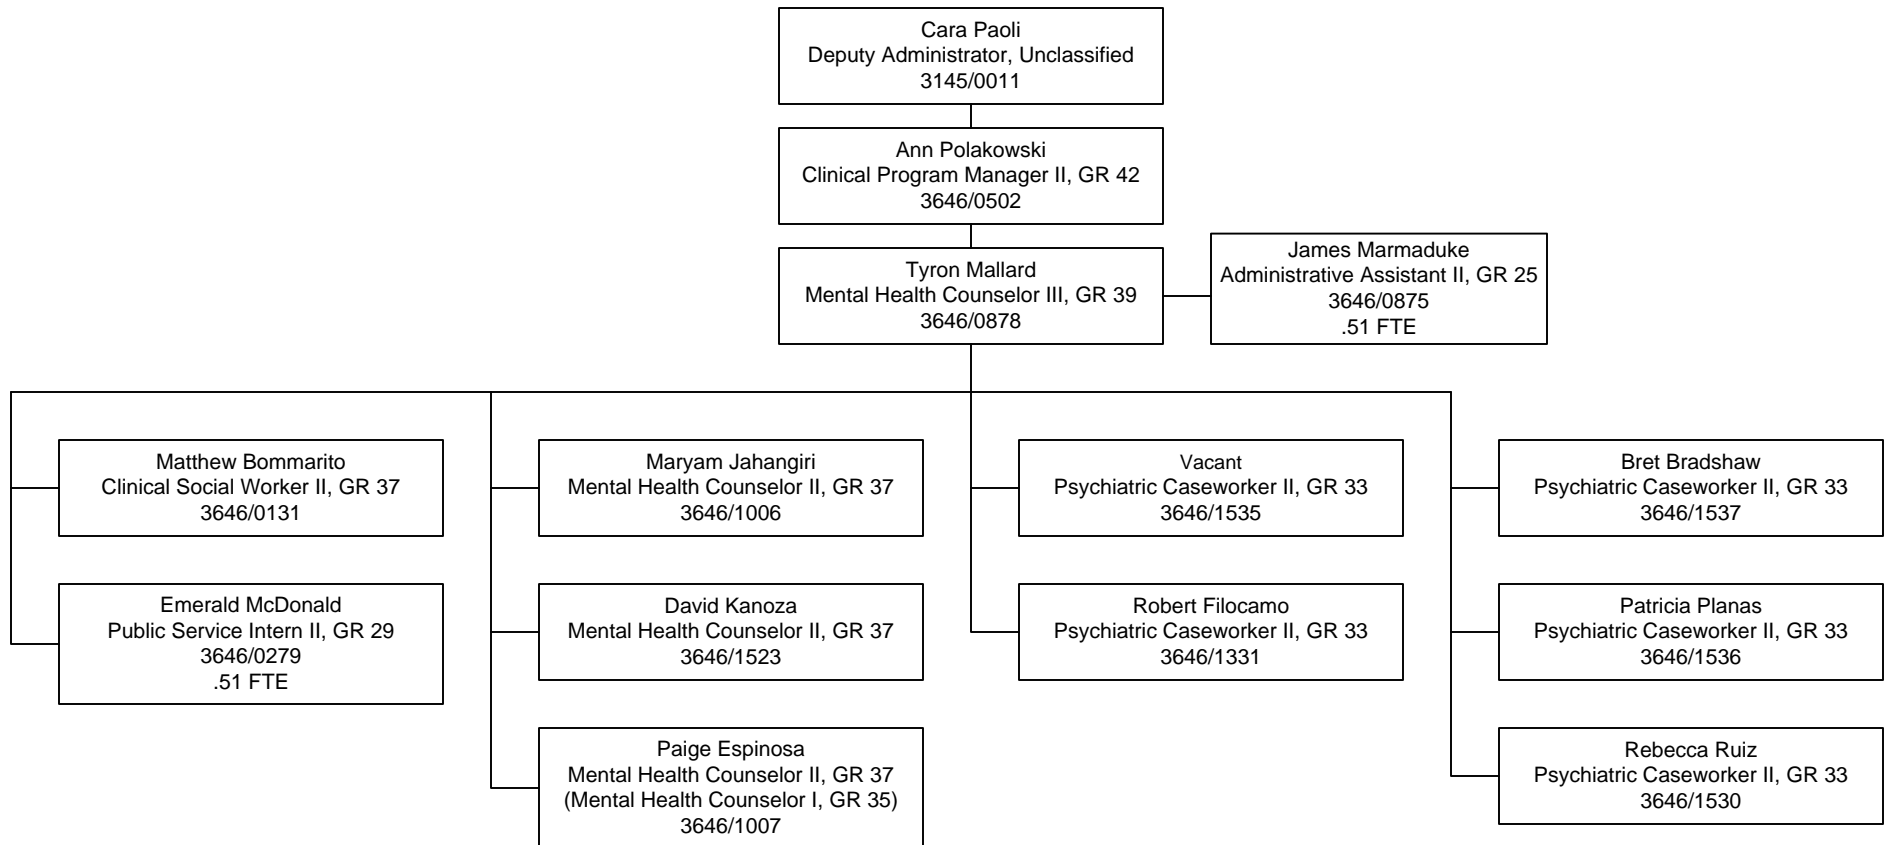 Cara Paoli
Deputy Administrator, Unclassified
3145/0011
Ann Polakowski
Clinical Program Manager II, GR 42
3646/0502
Tyron Mallard
Mental Health Counselor III, GR 39
3646/0878
James Marmaduke
Administrative Assistant II, GR 25
3646/0875
.51 FTE
Matthew Bommarito
Clinical Social Worker II, GR 37
3646/0131
Emerald McDonald
Public Service Intern II, GR 29
3646/0279
.51 FTE
Maryam Jahangiri
Mental Health Counselor II, GR 37
3646/1006
David Kanoza
Mental Health Counselor II, GR 37
3646/1523
Paige Espinosa
Mental Health Counselor II, GR 37
(Mental Health Counselor I, GR 35)
3646/1007
Vacant
Psychiatric Caseworker II, GR 33
3646/1535
Robert Filocamo
Psychiatric Caseworker II, GR 33
3646/1331
Bret Bradshaw
Psychiatric Caseworker II, GR 33
3646/1537
Patricia Planas
Psychiatric Caseworker II, GR 33
3646/1536
Rebecca Ruiz
Psychiatric Caseworker II, GR 33
3646/1530